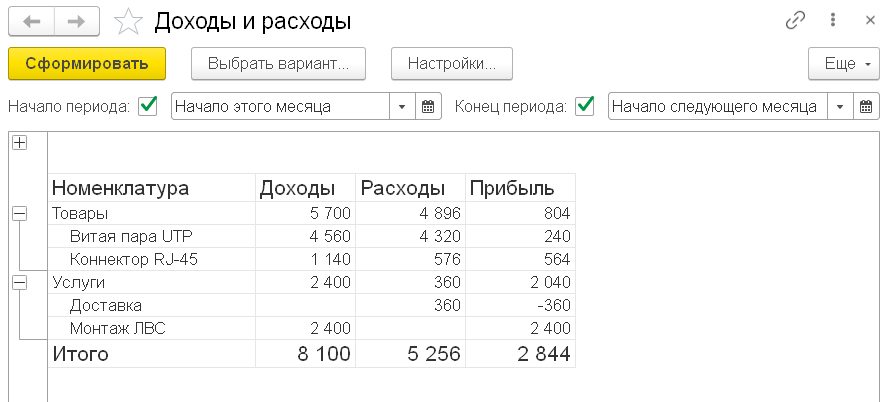 Доходы и расходы
Сформировать Выбрать вариант... Настройки... Еще
Начало периода: Начало этого месяца Конец периода: Начало следующего месяца
Номенклатура Доходы Расходы Прибыль
Товары 5 700 4 896 804
Витая пара UTP 4 560 4 320 240
Коннектор RJ-45 1 140 576 564
Услуги 2 400 360 2 040
Доставка 360 -360
Монтаж ЛВС 2 400 2 400
Итого 8 100 5 256 2 844